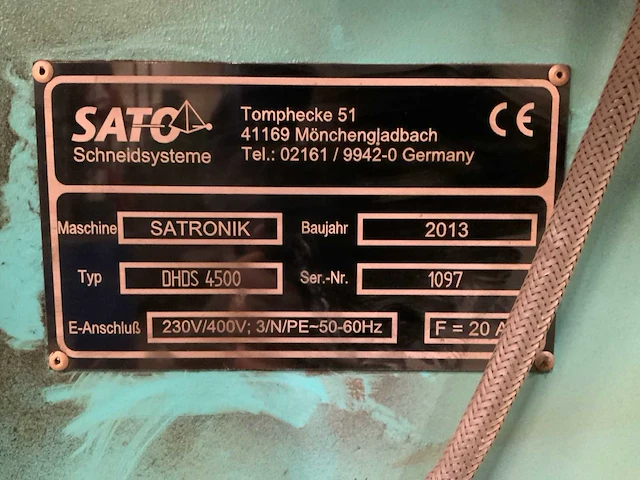 SATO
Schneidsysteme
Tomphecke 51
41169 Mönchengladbach
Tel.: 02161 / 9942-0 Germany
CE
Maschine SATRONIK Baujahr 2013
Typ DHDS 4500 Ser.-Nr. 1097
E-Anschluß 230V/400V; 3/N/PE~50-60Hz F = 20 A